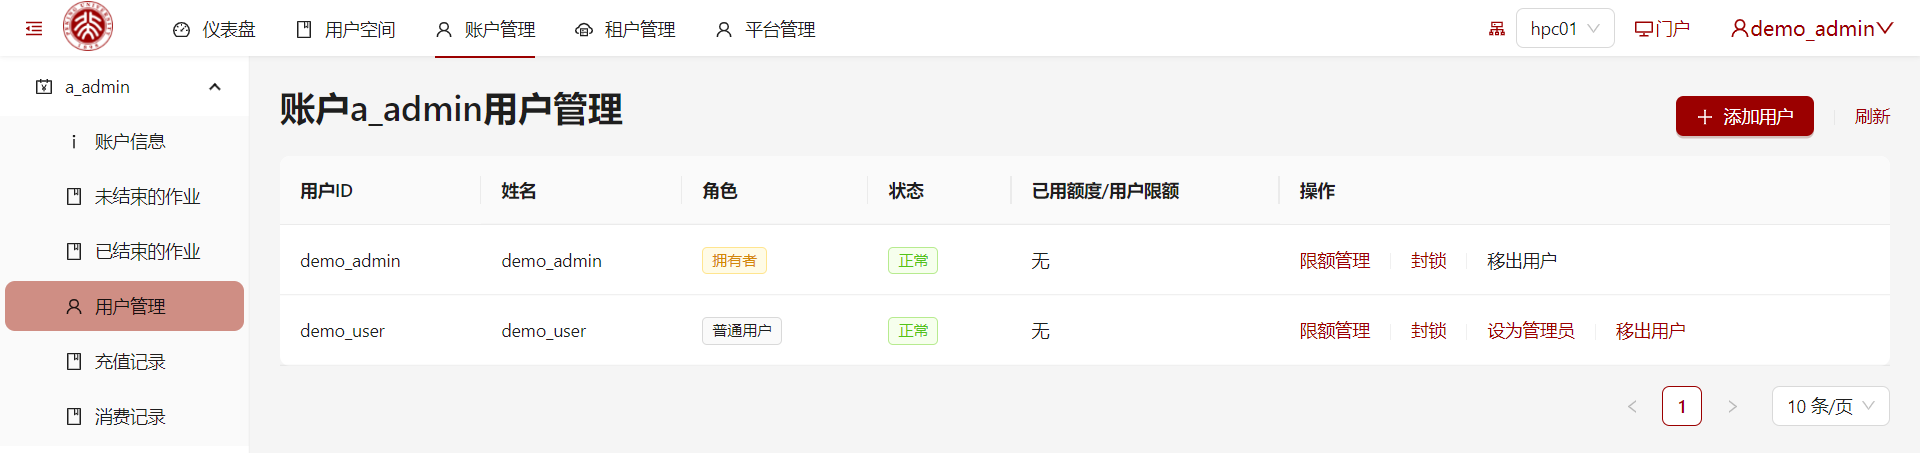 仪表盘 用户空间 账户管理 租户管理 平台管理 hpc01 门户 demo_admin
a_admin
账户信息
未结束的作业
已结束的作业
用户管理
充值记录
消费记录
账户a_admin用户管理
添加用户 刷新
用户ID 姓名 角色 状态 已用额度/用户限额 操作
demo_admin demo_admin 拥有者 正常 无 限额管理 封锁 移出用户
demo_user demo_user 普通用户 正常 无 限额管理 封锁 设为管理员 移出用户
1 10 条/页